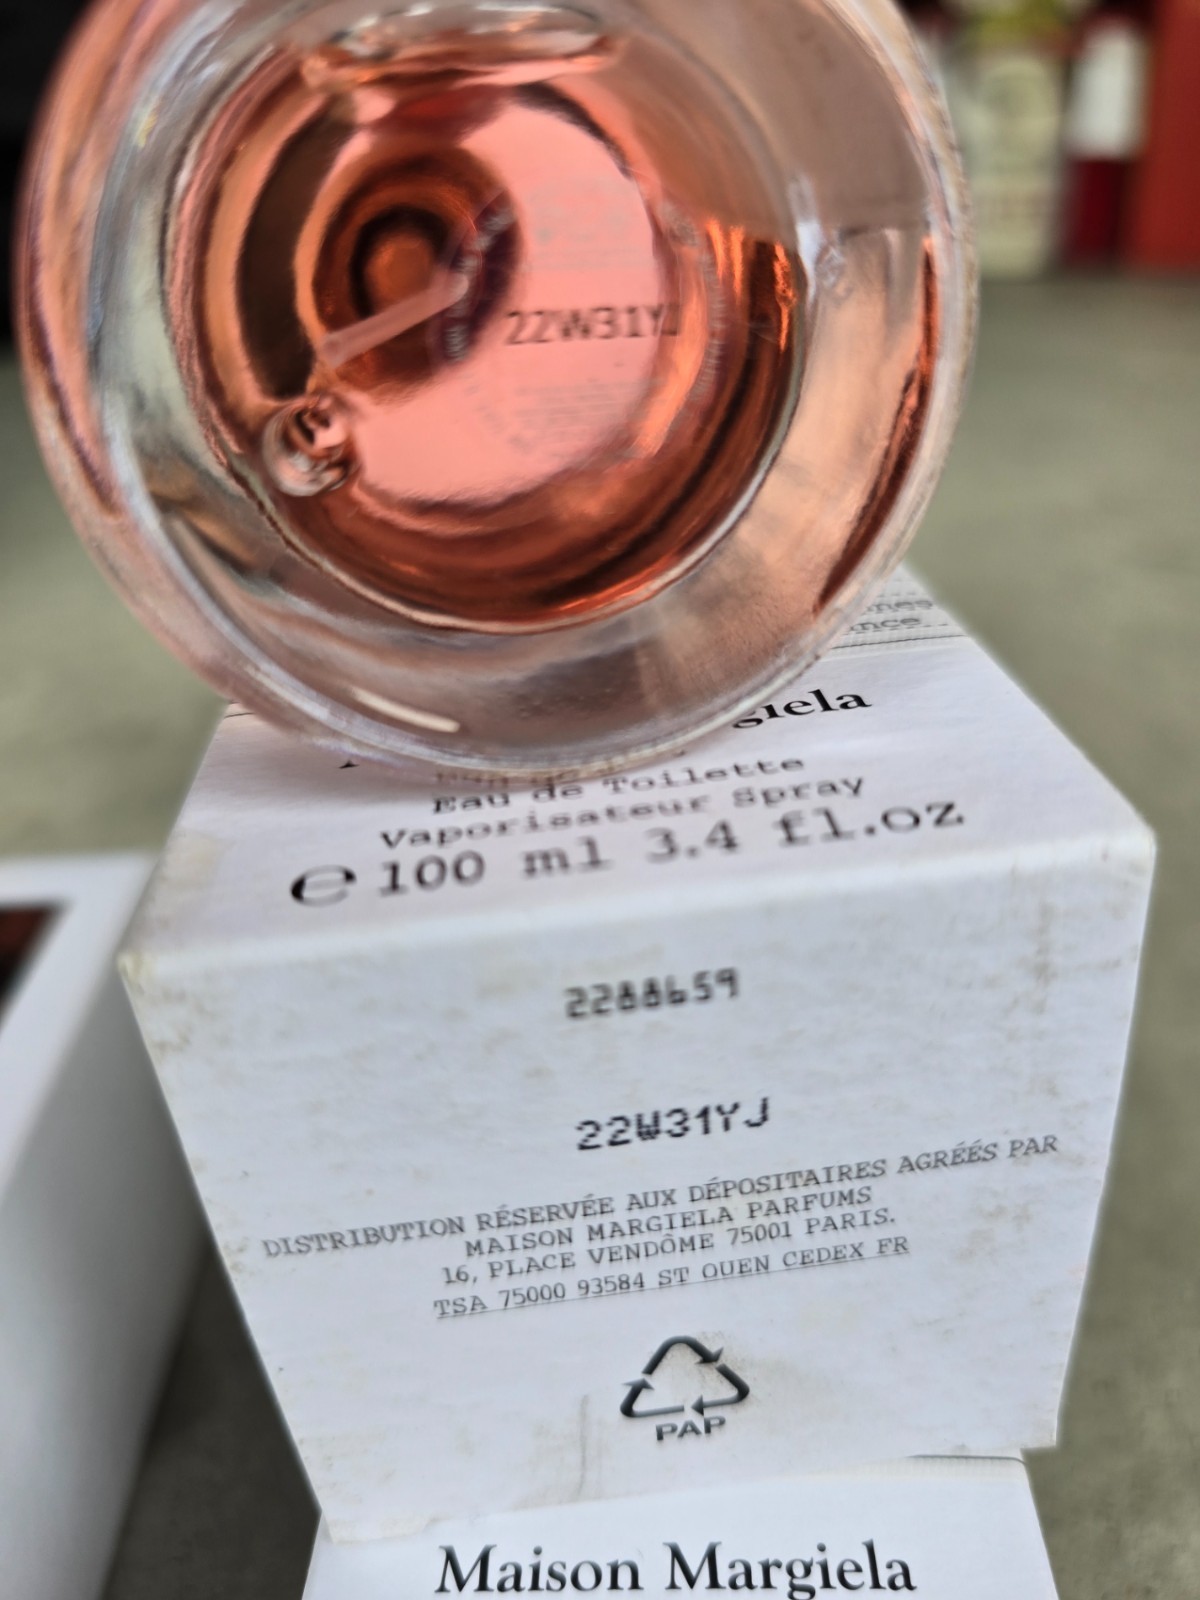 22W31YJ
giela
Eau de Toilette
Vaporisateur Spray
℮ 100 ml 3.4 fl.oz
2288659
22W31YJ
DISTRIBUTION RÉSERVÉE AUX DÉPOSITAIRES AGRÉÉS PAR
MAISON MARGIELA PARFUMS
16, PLACE VENDÔME 75001 PARIS.
TSA 75000 93584 ST OUEN CEDEX FR
PAP
Maison Margiela